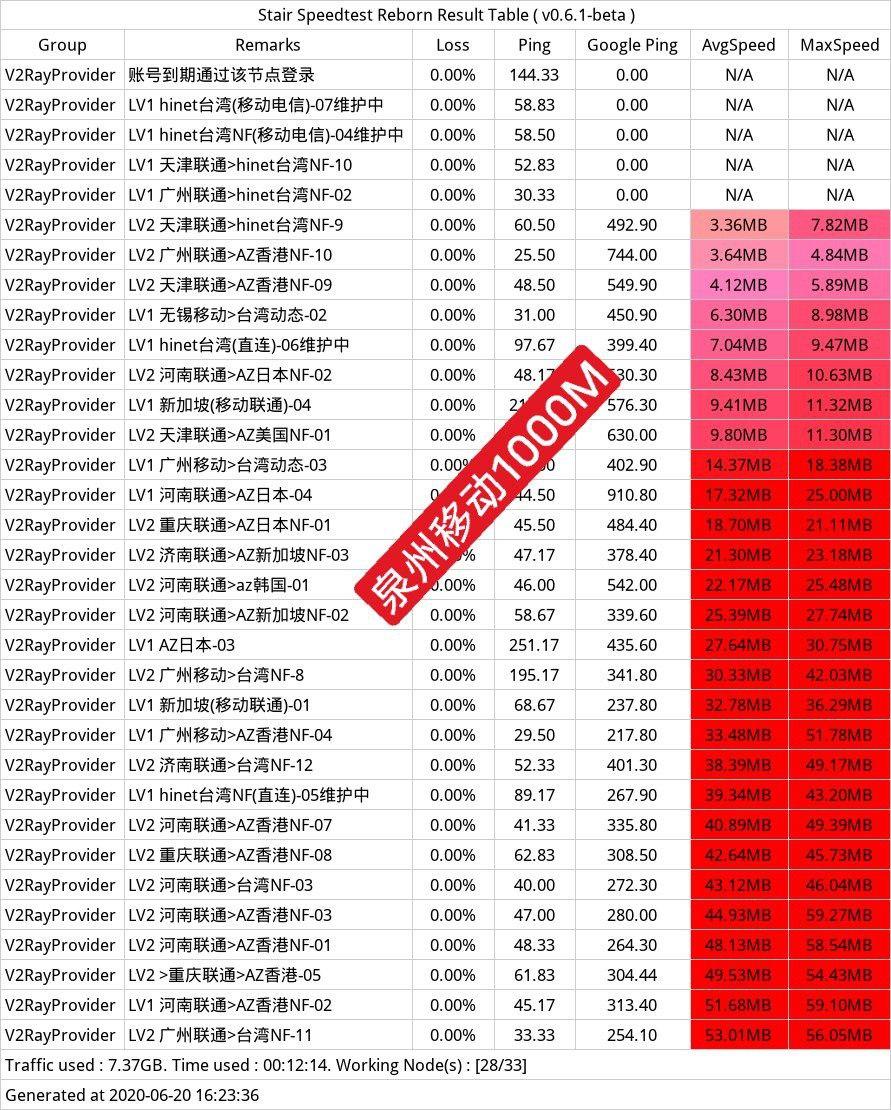 Stair Speedtest Reborn Result Table ( v0.6.1-beta )
Group Remarks Loss Ping Google Ping AvgSpeed MaxSpeed
V2RayProvider 账号到期通过该节点登录 0.00% 144.33 0.00 N/A N/A
V2RayProvider LV1 hinet台湾(移动电信)-07维护中 0.00% 58.83 0.00 N/A N/A
V2RayProvider LV1 hinet台湾NF(移动电信)-04维护中 0.00% 58.50 0.00 N/A N/A
V2RayProvider LV1 天津联通>hinet台湾NF-10 0.00% 52.83 0.00 N/A N/A
V2RayProvider LV1 广州联通>hinet台湾NF-02 0.00% 30.33 0.00 N/A N/A
V2RayProvider LV2 天津联通>hinet台湾NF-9 0.00% 60.50 492.90 3.36MB 7.82MB
V2RayProvider LV2 广州联通>AZ香港NF-10 0.00% 25.50 744.00 3.64MB 4.84MB
V2RayProvider LV2 天津联通>AZ香港NF-09 0.00% 48.50 549.90 4.12MB 5.89MB
V2RayProvider LV1 无锡移动>台湾动态-02 0.00% 31.00 450.90 6.30MB 8.98MB
V2RayProvider LV1 hinet台湾(直连)-06维护中 0.00% 97.67 399.40 7.04MB 9.47MB
V2RayProvider LV2 河南联通>AZ日本NF-02 0.00% 48.17 8.43MB 10.63MB
V2RayProvider LV1 新加坡(移动联通)-04 0.00% 576.30 9.41MB 11.32MB
V2RayProvider LV2 天津联通>AZ美国NF-01 0.00% 630.00 9.80MB 11.30MB
V2RayProvider LV1 广州移动>台湾动态-03 402.90 14.37MB 18.38MB
V2RayProvider LV1 河南联通>AZ日本-04 910.80 17.32MB 25.00MB
V2RayProvider LV2 重庆联通>AZ日本NF-01 45.50 484.40 18.70MB 21.11MB
V2RayProvider LV2 济南联通>AZ新加坡NF-03 47.17 378.40 21.30MB 23.18MB
V2RayProvider LV2 河南联通>az韩国-01 0.00% 46.00 542.00 22.17MB 25.48MB
V2RayProvider LV2 河南联通>AZ新加坡NF-02 0.00% 58.67 339.60 25.39MB 27.74MB
V2RayProvider LV1 AZ日本-03 0.00% 251.17 435.60 27.64MB 30.75MB
V2RayProvider LV2 广州移动>台湾NF-8 0.00% 195.17 341.80 30.33MB 42.03MB
V2RayProvider LV1 新加坡(移动联通)-01 0.00% 68.67 237.80 32.78MB 36.29MB
V2RayProvider LV1 广州移动>AZ香港NF-04 0.00% 29.50 217.80 33.48MB 51.78MB
V2RayProvider LV2 济南联通>台湾NF-12 0.00% 52.33 401.30 38.39MB 49.17MB
V2RayProvider LV1 hinet台湾NF(直连)-05维护中 0.00% 89.17 267.90 39.34MB 43.20MB
V2RayProvider LV2 河南联通>AZ香港NF-07 0.00% 41.33 335.80 40.89MB 49.39MB
V2RayProvider LV2 重庆联通>AZ香港NF-08 0.00% 62.83 308.50 42.64MB 45.73MB
V2RayProvider LV2 河南联通>台湾NF-03 0.00% 40.00 272.30 43.12MB 46.04MB
V2RayProvider LV2 河南联通>AZ香港NF-03 0.00% 47.00 280.00 44.93MB 59.27MB
V2RayProvider LV2 河南联通>AZ香港NF-01 0.00% 48.33 264.30 48.13MB 58.54MB
V2RayProvider LV2 >重庆联通>AZ香港-05 0.00% 61.83 304.44 49.53MB 54.43MB
V2RayProvider LV1 河南联通>AZ香港NF-02 0.00% 45.17 313.40 51.68MB 59.10MB
V2RayProvider LV2 广州联通>台湾NF-11 0.00% 33.33 254.10 53.01MB 56.05MB
Traffic used : 7.37GB. Time used : 00:12:14. Working Node(s) : [28/33]
Generated at 2020-06-20 16:23:36
泉州移动1000M